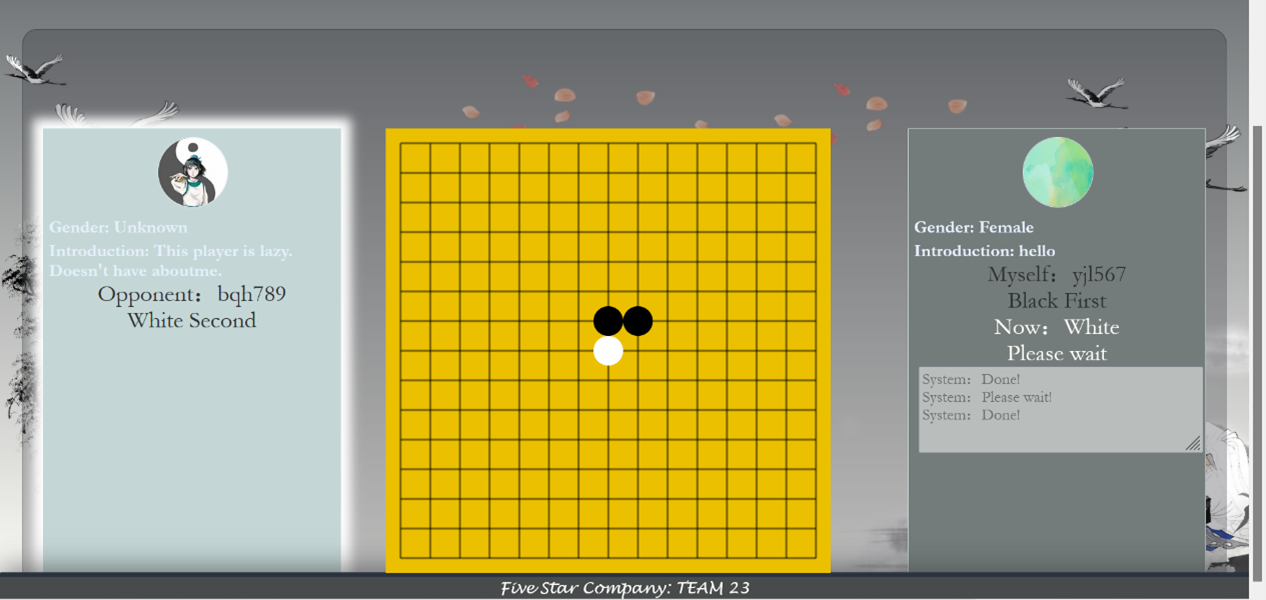 Gender: Unknown
Introduction: This player is lazy.
Doesn't have aboutme.
Opponent：bqh789
White Second
Gender: Female
Introduction: hello
Myself：yjl567
Black First
Now：White
Please wait
System：Done!
System：Please wait!
System：Done!
Five Star Company: TEAM 23